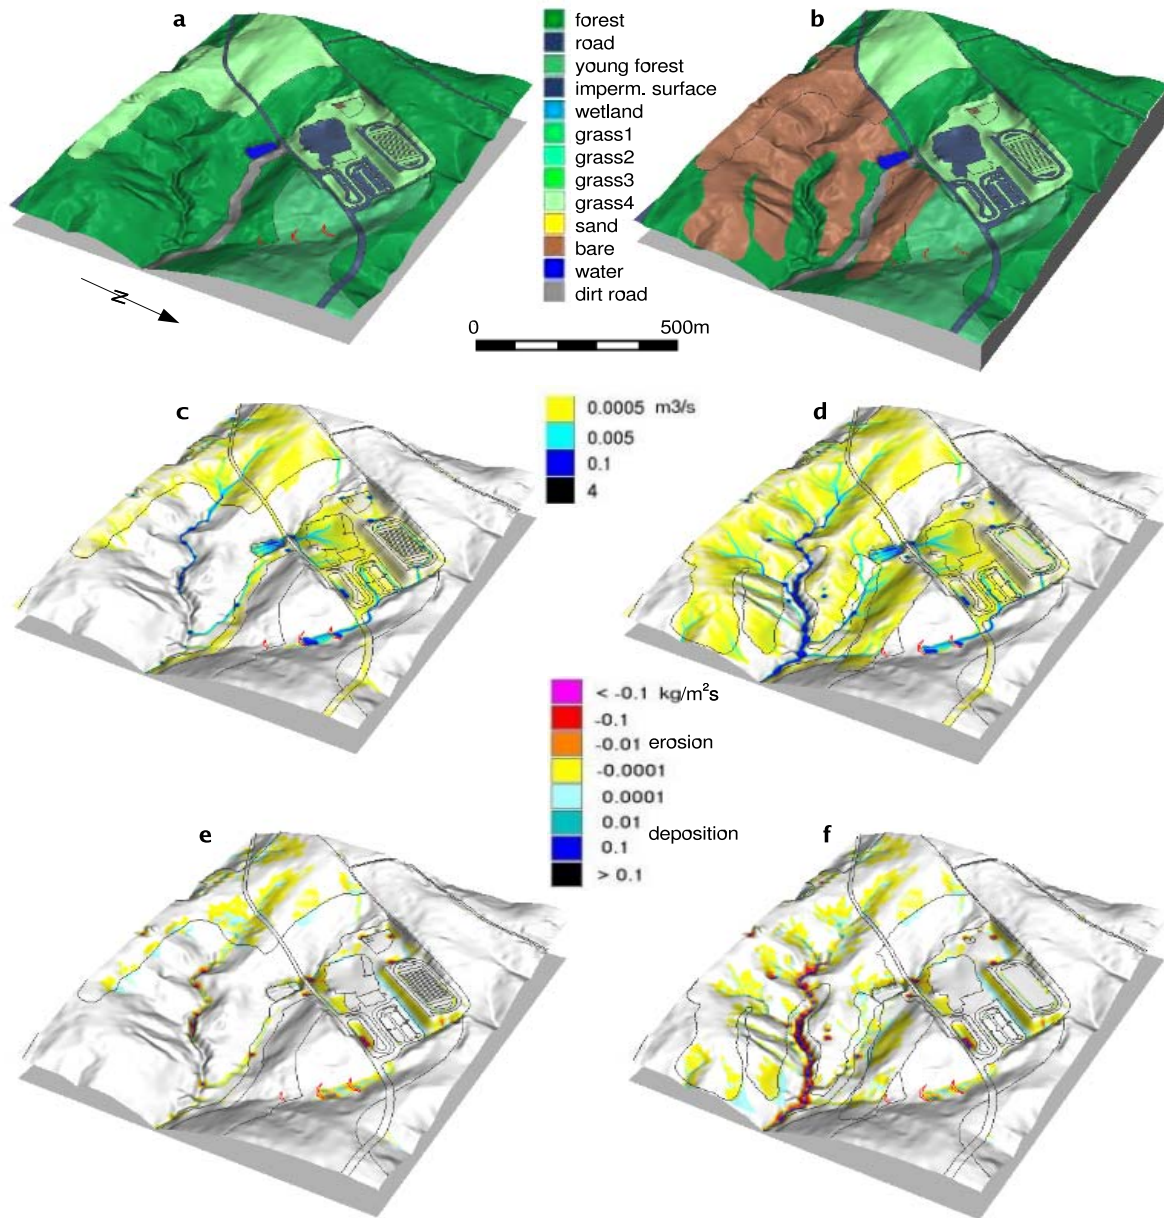 a
b
forest
road
young forest
imperm. surface
wetland
grass1
grass2
grass3
grass4
sand
bare
water
dirt road
N
0 500m
c
d
0.0005 m3/s
0.005
0.1
4
< -0.1 kg/m²s
-0.1
-0.01 erosion
-0.0001
0.0001
0.01
deposition
0.1
> 0.1
e
f